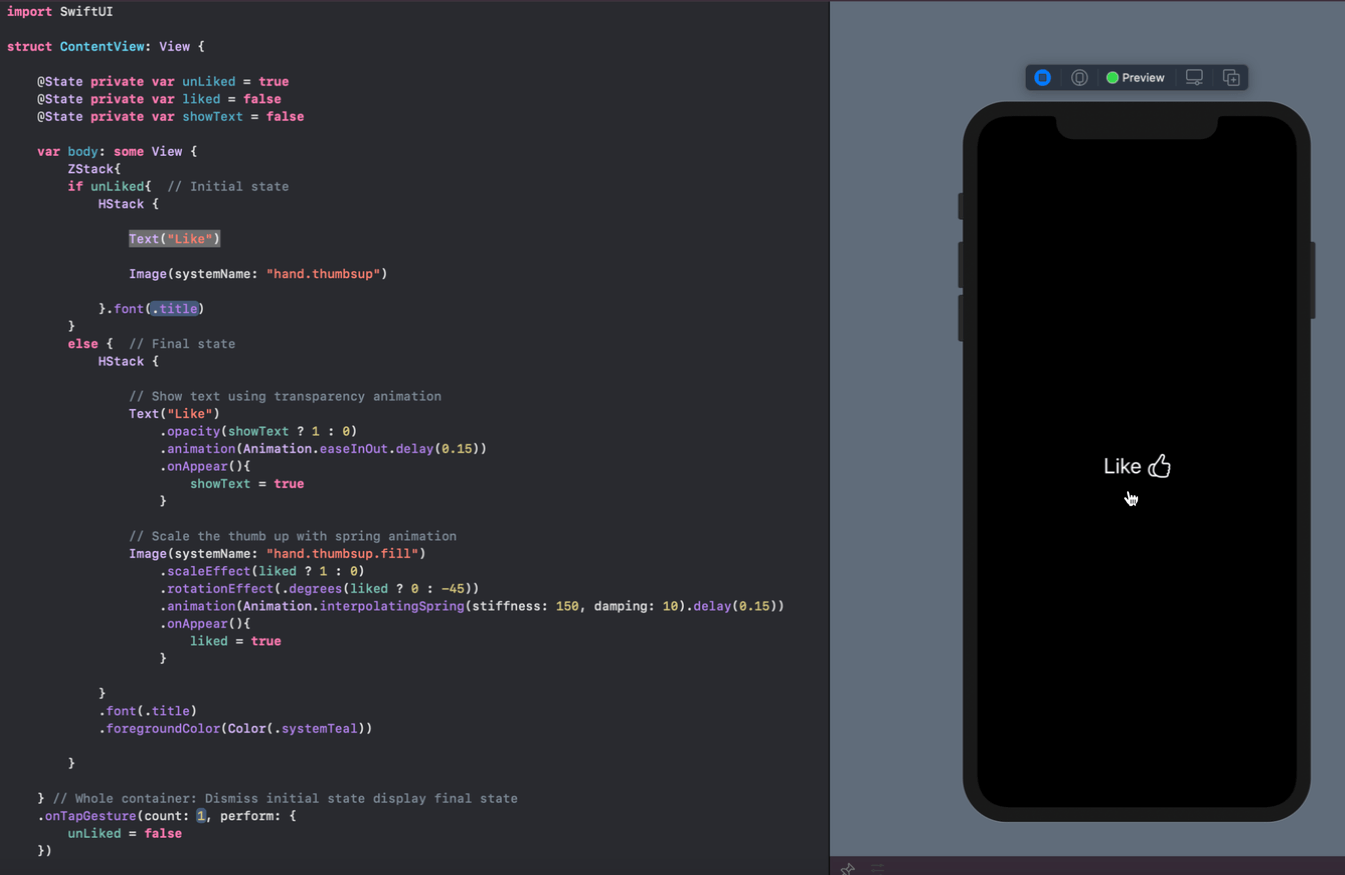 import SwiftUI
struct ContentView: View {
@State private var unLiked = true
@State private var liked = false
@State private var showText = false
var body: some View {
ZStack{
if unLiked{  // Initial state
HStack {
Text("Like")
Image(systemName: "hand.thumbsup")
}.font(.title)
}
else {  // Final state
HStack {
// Show text using transparency animation
Text("Like")
.opacity(showText ? 1 : 0)
.animation(Animation.easeInOut.delay(0.15))
.onAppear(){
showText = true
}
// Scale the thumb up with spring animation
Image(systemName: "hand.thumbsup.fill")
.scaleEffect(liked ? 1 : 0)
.rotationEffect(.degrees(liked ? 0 : -45))
.animation(Animation.interpolatingSpring(stiffness: 150, damping: 10).delay(0.15))
.onAppear(){
liked = true
}
}
.font(.title)
.foregroundColor(Color(.systemTeal))
}
} // Whole container: Dismiss initial state display final state
.onTapGesture(count: 1, perform: {
unLiked = false
})
Preview
Like